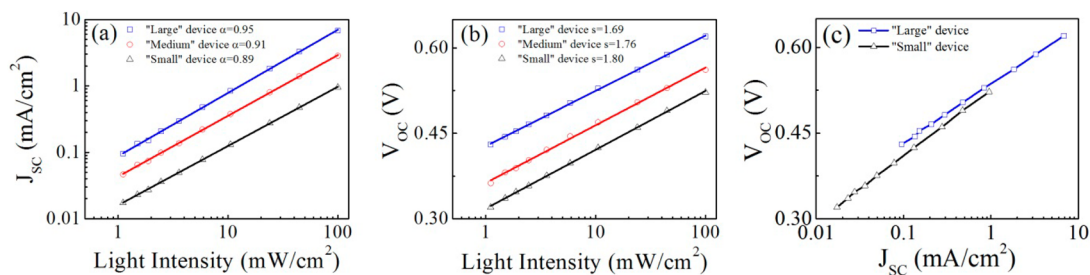 (a)
"Large" device α=0.95
"Medium" device α=0.91
"Small" device α=0.89
10
1
0.1
0.01
J_SC (mA/cm²)
1 10 100
Light Intensity (mW/cm²)
(b)
"Large" device s=1.69
"Medium" device s=1.76
"Small" device s=1.80
0.60
0.45
0.30
V_OC (V)
1 10 100
Light Intensity (mW/cm²)
(c)
"Large" device
"Small" device
0.60
0.45
0.30
V_OC (V)
0.01 0.1 1 10
J_SC (mA/cm²)